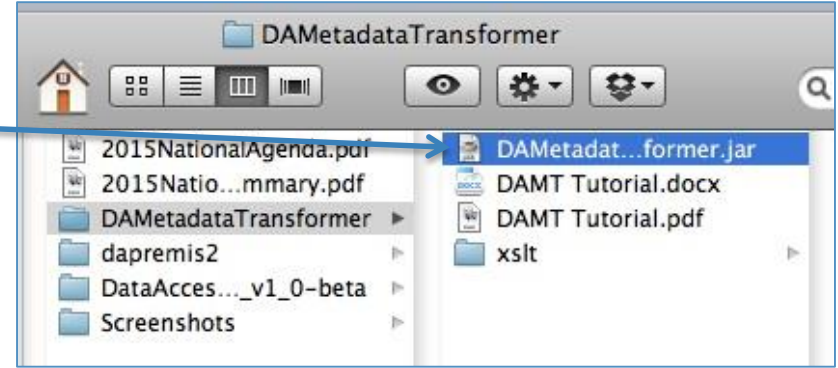 DAMetadataTransformer
2015NationalAgenda.pdf
2015Natio...mmary.pdf
DAMetadataTransformer
dapremis2
DataAcces..._v1_0-beta
Screenshots
DAMetadat...former.jar
DAMT Tutorial.docx
DAMT Tutorial.pdf
xslt